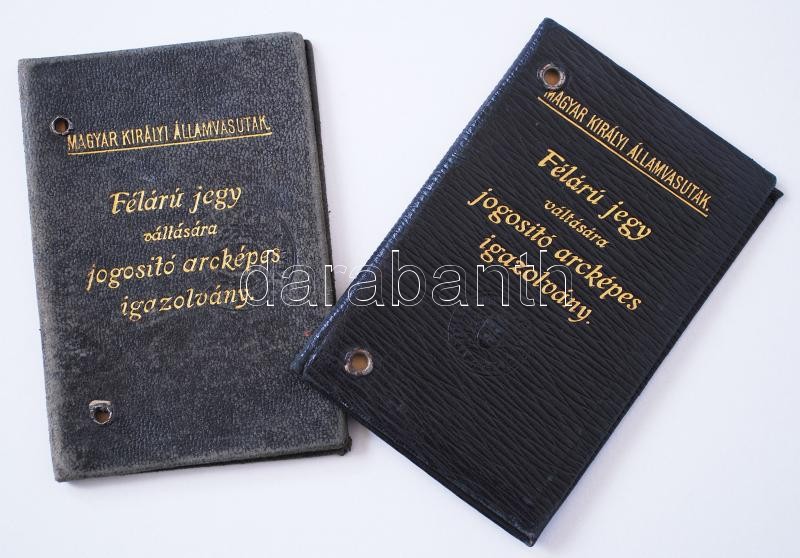 MAGYAR KIRÁLYI ÁLLAMVASUTAK.
Félárú jegy
váltására
jogosító arcképes
igazolvány.
MAGYAR KIRÁLYI ÁLLAMVASUTAK.
Félárú jegy
váltására
jogosító arcképes
igazolvány.
darabanth